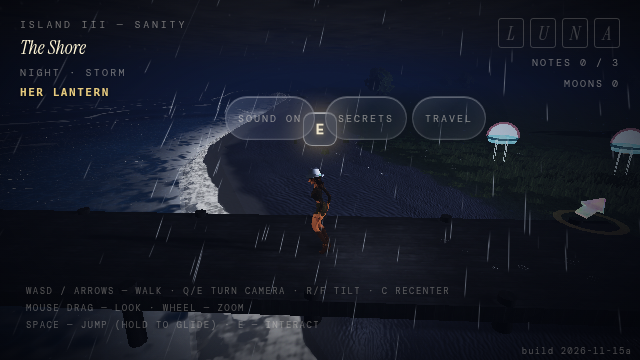 ISLAND III — SANITY
The Shore
NIGHT · STORM
HER LANTERN
L U N A
NOTES 0 / 3
MOONS 0
SOUND ON
E
SECRETS
TRAVEL
WASD / ARROWS — WALK · Q/E TURN CAMERA · R/F TILT · C RECENTER
MOUSE DRAG — LOOK · WHEEL — ZOOM
SPACE — JUMP (HOLD TO GLIDE) · E — INTERACT
build 2026-11-15a